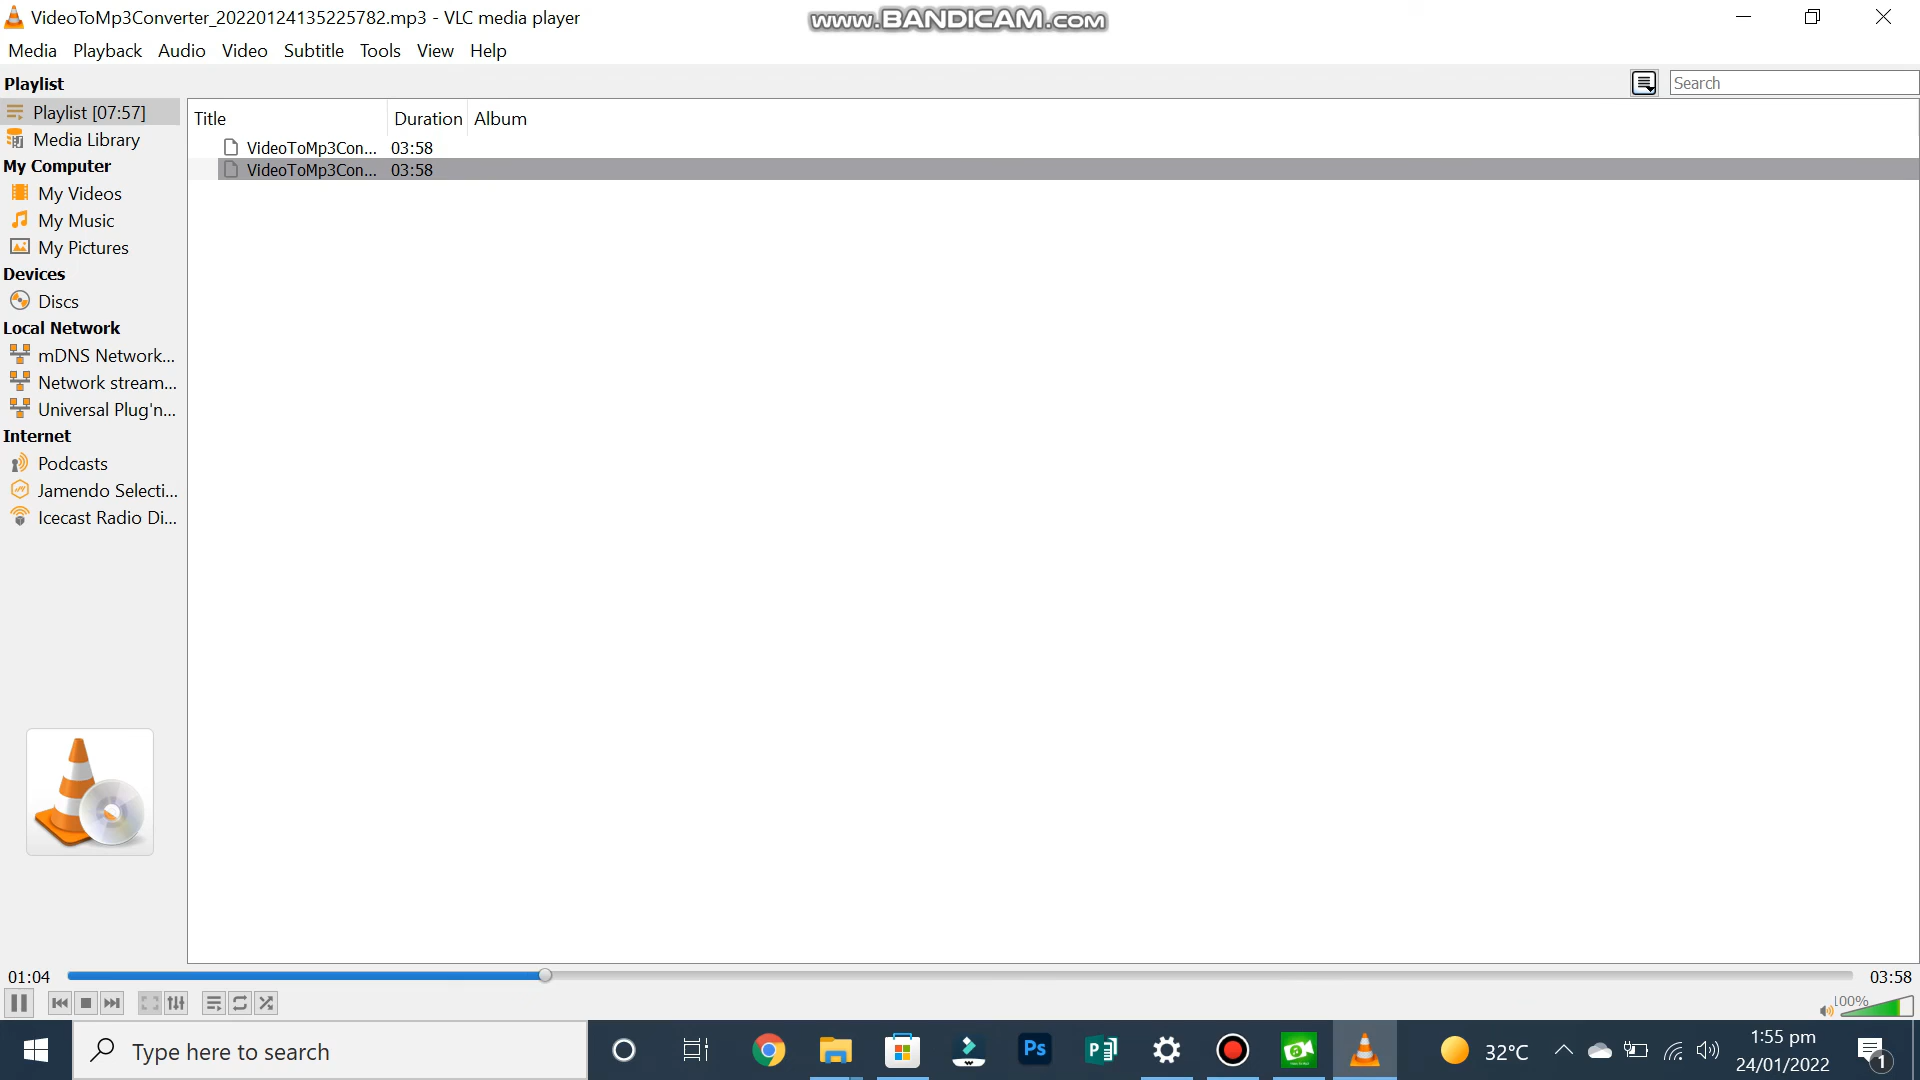 VideoToMp3Converter_20220124135225782.mp3 - VLC media player
www.BANDICAM.com
Media Playback Audio Video Subtitle Tools View Help
Playlist
Search
Playlist [07:57]
Media Library
My Computer
My Videos
My Music
My Pictures
Devices
Discs
Local Network
mDNS Network...
Network stream...
Universal Plug'n...
Internet
Podcasts
Jamendo Selecti...
Icecast Radio Di...
Title Duration Album
VideoToMp3Con... 03:58
VideoToMp3Con... 03:58
01:04 03:58
100%
Type here to search
Ps
P
32°C
1:55 pm
24/01/2022
1